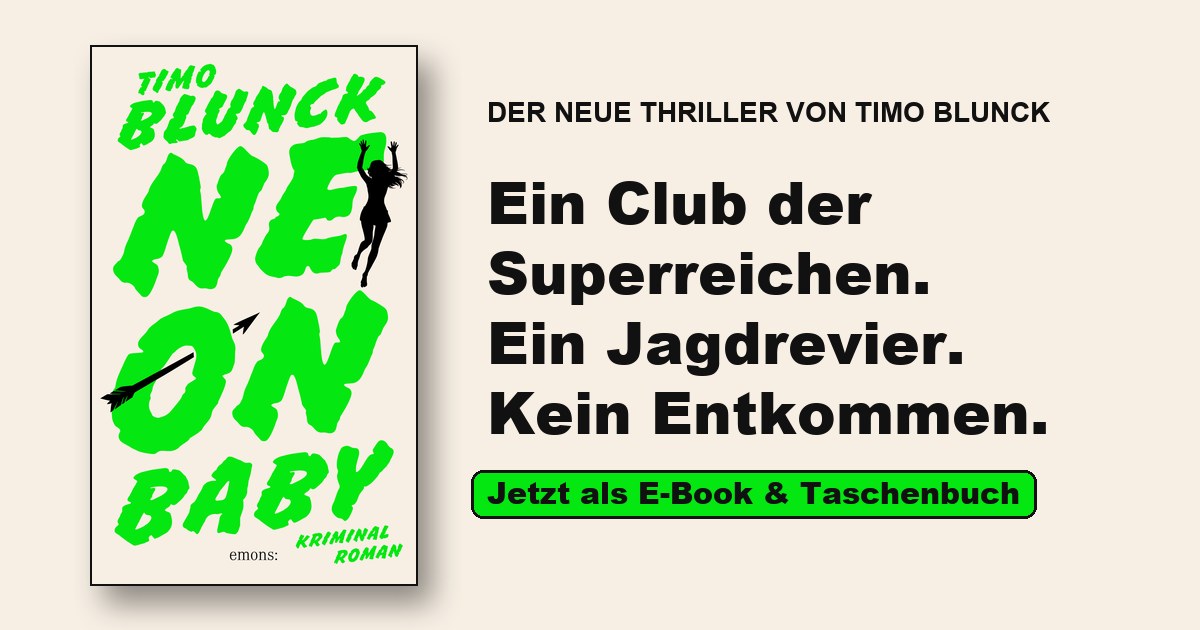 TIMO
BLUNCK
NE
ON
BABY
KRIMINAL
ROMAN
emons:
DER NEUE THRILLER VON TIMO BLUNCK
Ein Club der
Superreichen.
Ein Jagdrevier.
Kein Entkommen.
Jetzt als E-Book & Taschenbuch